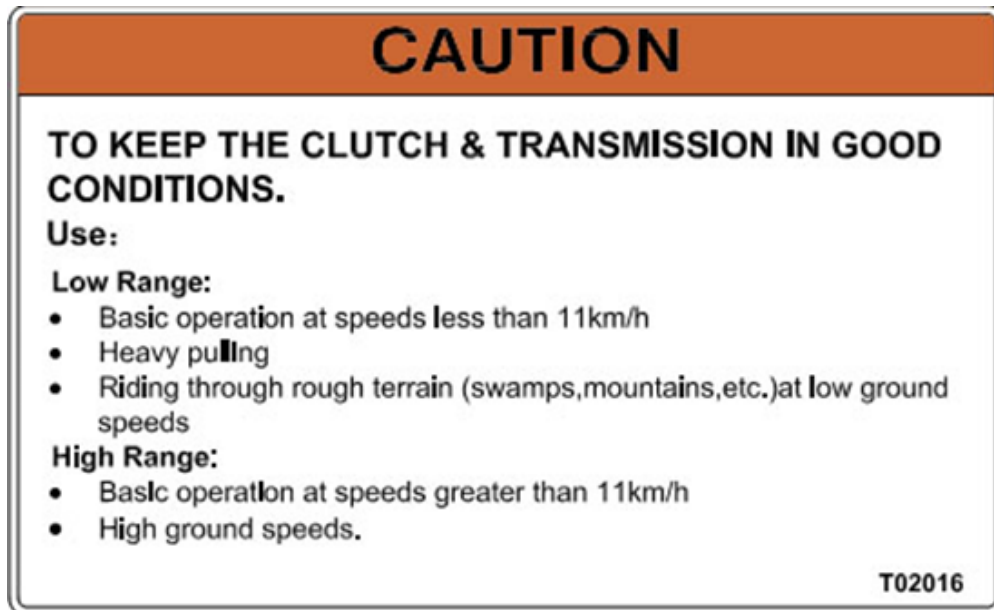 CAUTION
TO KEEP THE CLUTCH & TRANSMISSION IN GOOD
CONDITIONS.
Use:
Low Range:
• Basic operation at speeds less than 11km/h
• Heavy pulling
• Riding through rough terrain (swamps,mountains,etc.)at low ground
speeds
High Range:
• Basic operation at speeds greater than 11km/h
• High ground speeds.
T02016